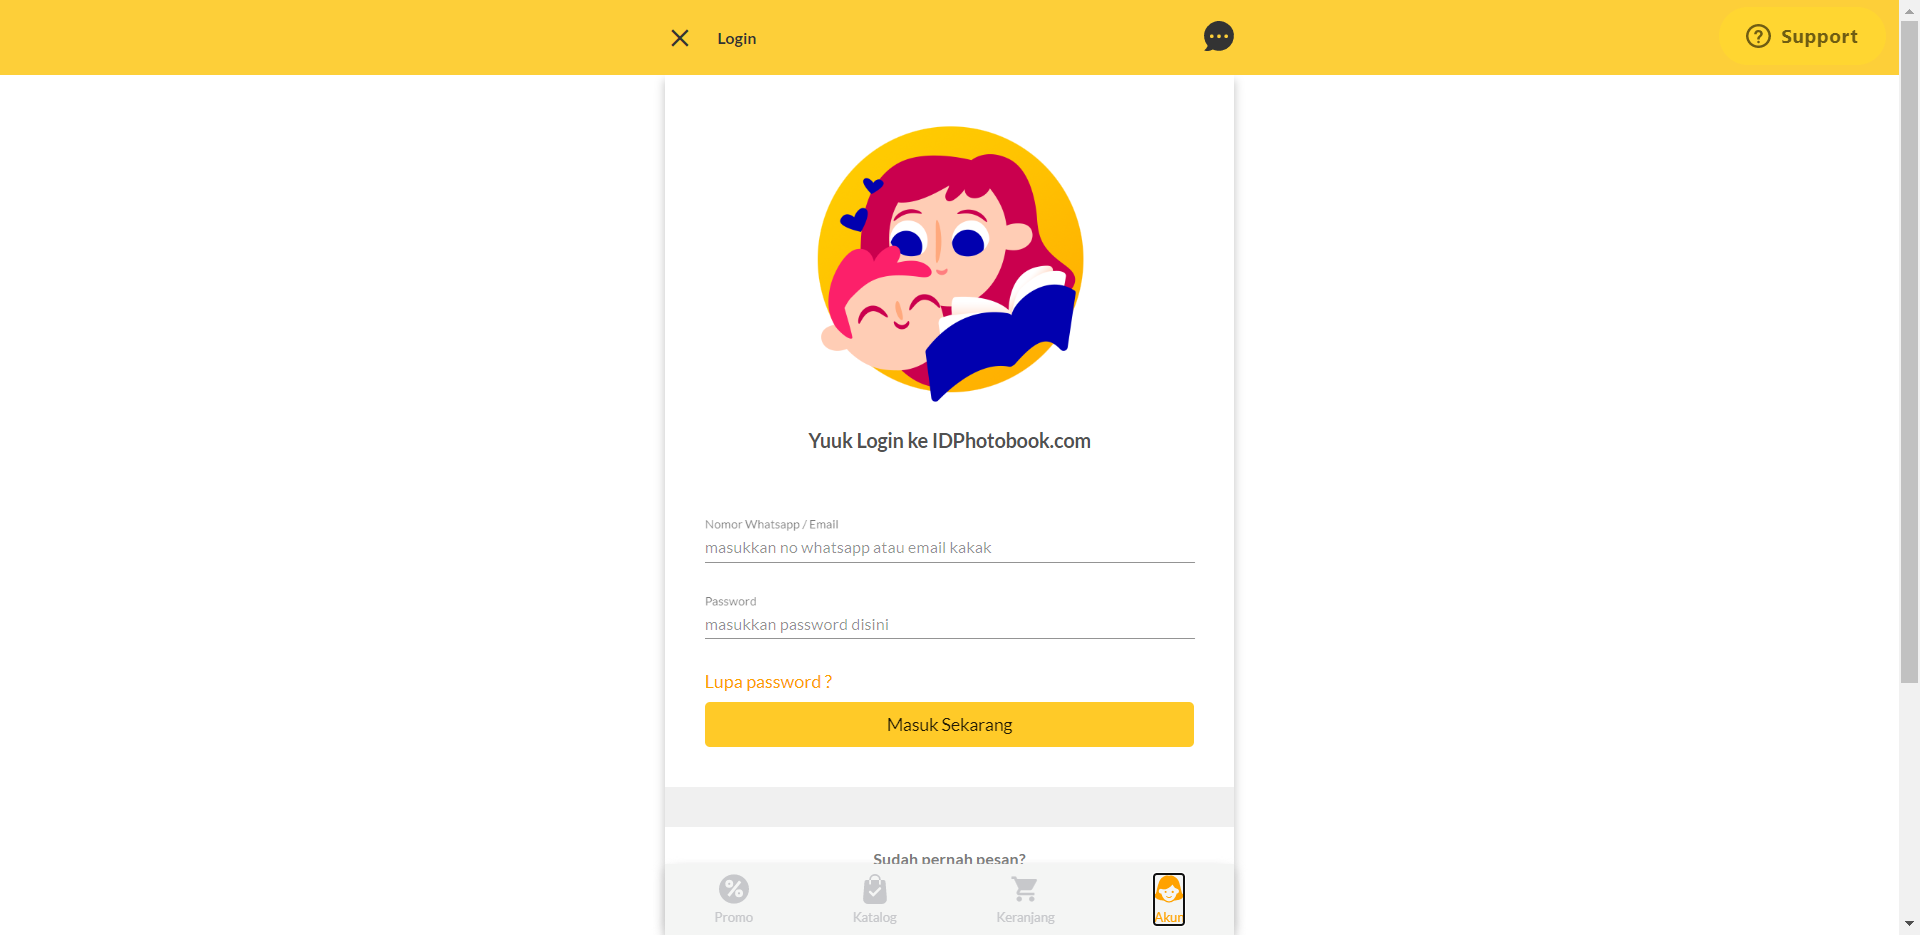 Login
Support
Yuuk Login ke IDPhotobook.com
Nomor Whatsapp / Email
masukkan no whatsapp atau email kakak
Password
masukkan password disini
Lupa password ?
Masuk Sekarang
Sudah pernah pesan?
Promo
Katalog
Keranjang
Akun